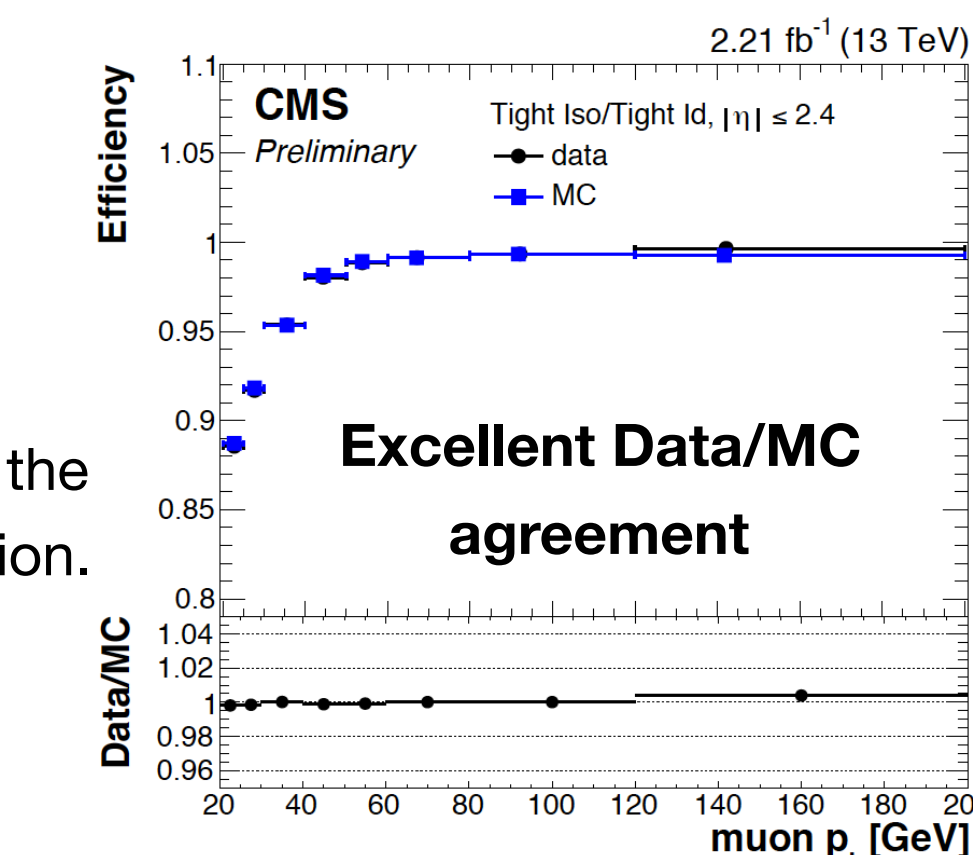 2.21 fb⁻¹ (13 TeV)
CMS
Preliminary
Tight Iso/Tight Id, |η| ≤ 2.4
data
MC
Efficiency
1.1
1.05
1
0.95
0.9
0.85
0.8
Excellent Data/MC
agreement
the
ion.
Data/MC
1.04
1.02
1
0.98
0.96
20 40 60 80 100 120 140 160 180 20
muon p [GeV]